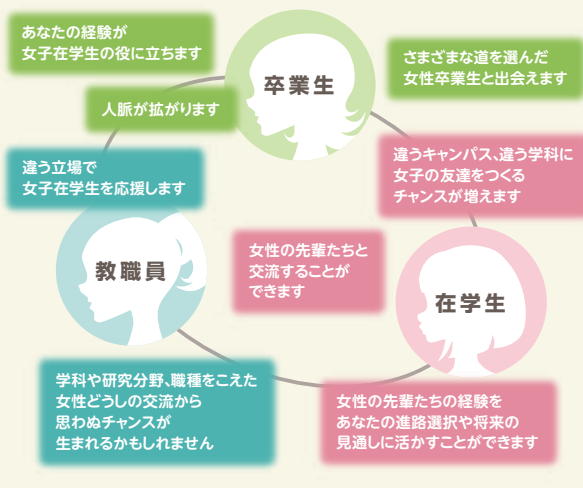 あなたの経験が
女子在学生の役に立ちます
人脈が拡がります
卒業生
さまざまな道を選んだ
女性卒業生と出会えます
違う立場で
女子在学生を応援します
教職員
違うキャンパス、違う学科に
女子の友達をつくる
チャンスが増えます
女性の先輩たちと
交流することが
できます
在学生
学科や研究分野、職種をこえた
女性どうしの交流から
思わぬチャンスが
生まれるかもしれません
女性の先輩たちの経験を
あなたの進路選択や将来の
見通しに活かすことができます